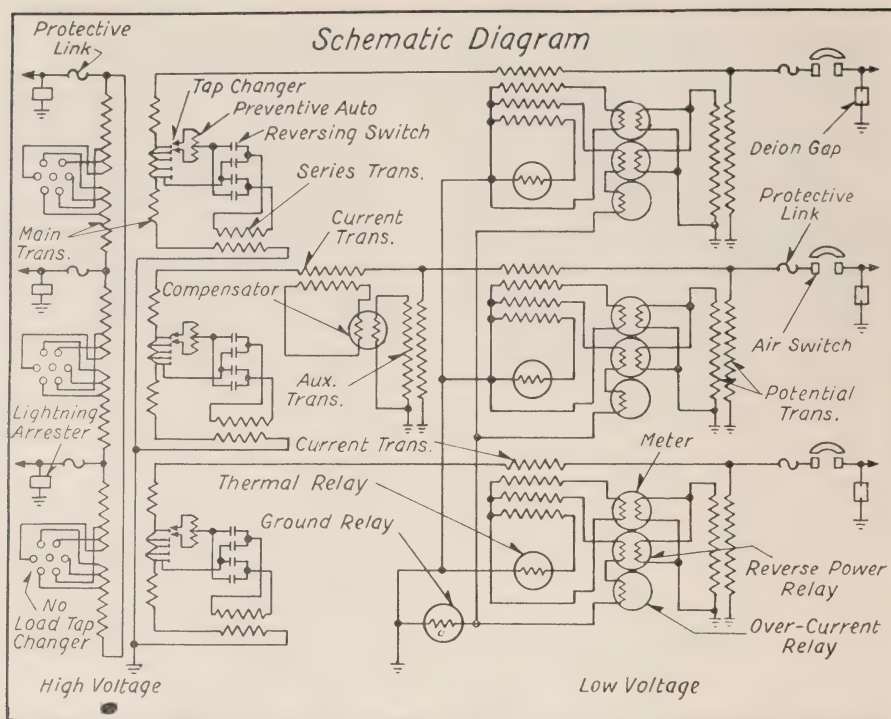 Schematic Diagram
Protective
Link
Tap Changer
Preventive Auto
Reversing Switch
Series Trans.
Current
Trans.
Main
Trans.
Compensator
Aux.
Trans.
Lightning
Arrester
Current Trans.
Thermal Relay
Ground Relay
No
Load Tap
Changer
High Voltage
Deion Gap
Protective
Link
Air Switch
Potential
Trans.
Meter
Reverse Power
Relay
Over-Current
Relay
Low Voltage